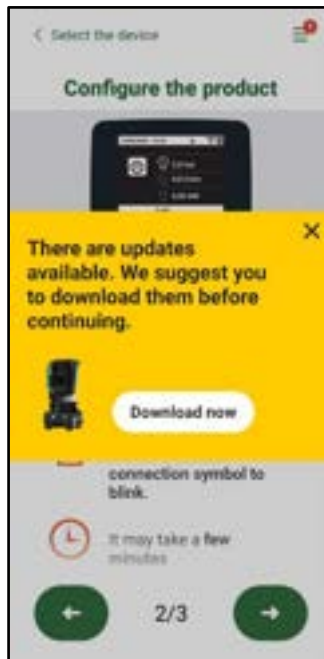 Select the device
Configure the product
There are updates
available. We suggest you
to download them before
continuing.
Download now
connection symbol to
blink.
It may take a few
minutes
2/3